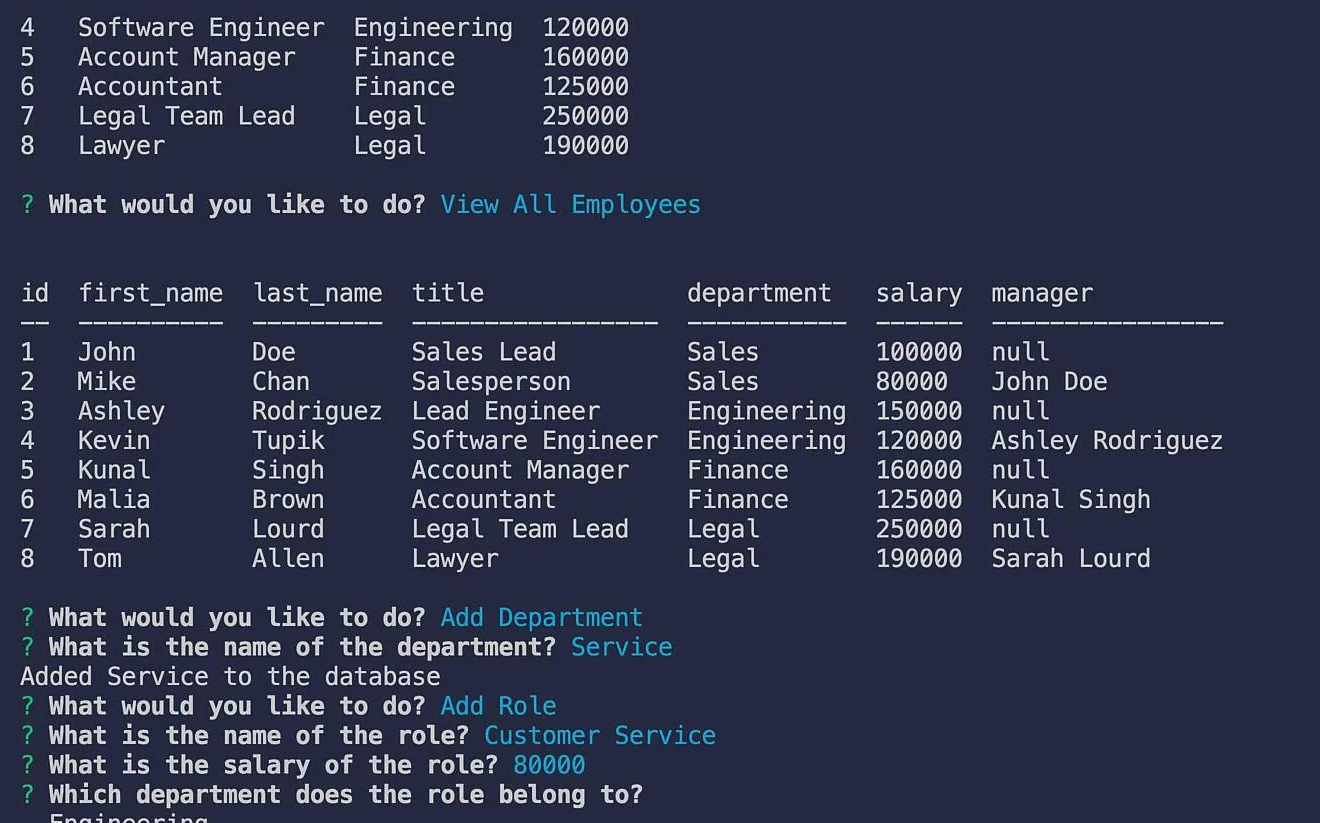 4   Software Engineer  Engineering  120000
5   Account Manager    Finance      160000
6   Accountant         Finance      125000
7   Legal Team Lead    Legal        250000
8   Lawyer             Legal        190000
? What would you like to do? View All Employees
id  first_name  last_name  title              department   salary  manager
--  ----------  ---------  -----------------  -----------  ------  ----------------
1   John        Doe        Sales Lead         Sales        100000  null
2   Mike        Chan       Salesperson        Sales        80000   John Doe
3   Ashley      Rodriguez  Lead Engineer      Engineering  150000  null
4   Kevin       Tupik      Software Engineer  Engineering  120000  Ashley Rodriguez
5   Kunal       Singh      Account Manager    Finance      160000  null
6   Malia       Brown      Accountant         Finance      125000  Kunal Singh
7   Sarah       Lourd      Legal Team Lead    Legal        250000  null
8   Tom         Allen      Lawyer             Legal        190000  Sarah Lourd
? What would you like to do? Add Department
? What is the name of the department? Service
Added Service to the database
? What would you like to do? Add Role
? What is the name of the role? Customer Service
? What is the salary of the role? 80000
? Which department does the role belong to?
Engineering